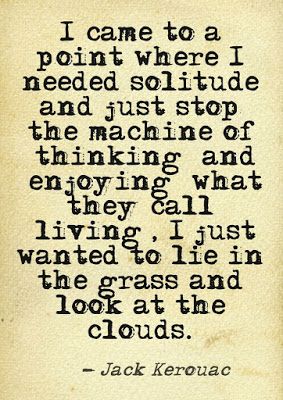 I came to a
point where I
needed solitude
and just stop
the machine of
thinking and
enjoying what
they call
living, I just
wanted to lie in
the grass and
look at the
clouds.
- Jack Kerouac